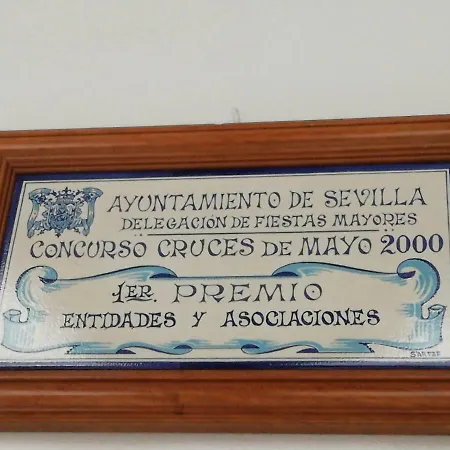 AYUNTAMIENTO DE SEVILLA
DELEGACIÓN DE FIESTAS MAYORES
CONCURSO CRUCES DE MAYO 2000
1ER. PREMIO
ENTIDADES Y ASOCIACIONES